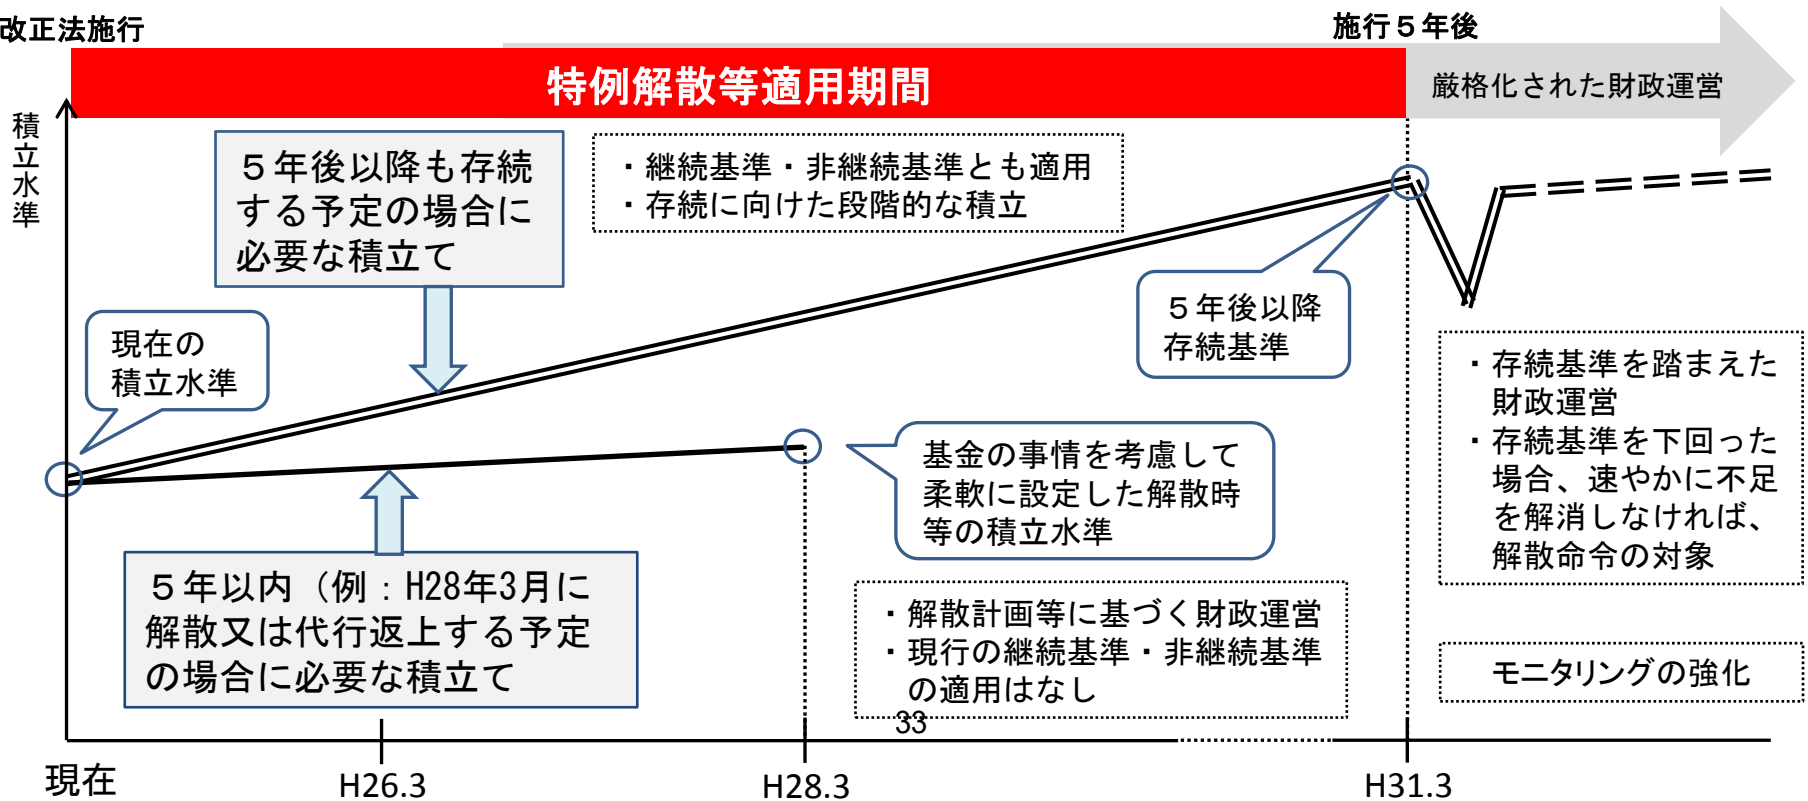 改正法施行
施行５年後
特例解散等適用期間
厳格化された財政運営
積立水準
５年後以降も存続
する予定の場合に
必要な積立て
・継続基準・非継続基準とも適用
・存続に向けた段階的な積立
現在の
積立水準
５年後以降
存続基準
・存続基準を踏まえた
財政運営
・存続基準を下回った
場合、速やかに不足
を解消しなければ、
解散命令の対象
基金の事情を考慮して
柔軟に設定した解散時
等の積立水準
５年以内（例：H28年3月に
解散又は代行返上する予定
の場合に必要な積立て
・解散計画等に基づく財政運営
・現行の継続基準・非継続基準
の適用はなし
モニタリングの強化
33
現在
H26.3
H28.3
H31.3